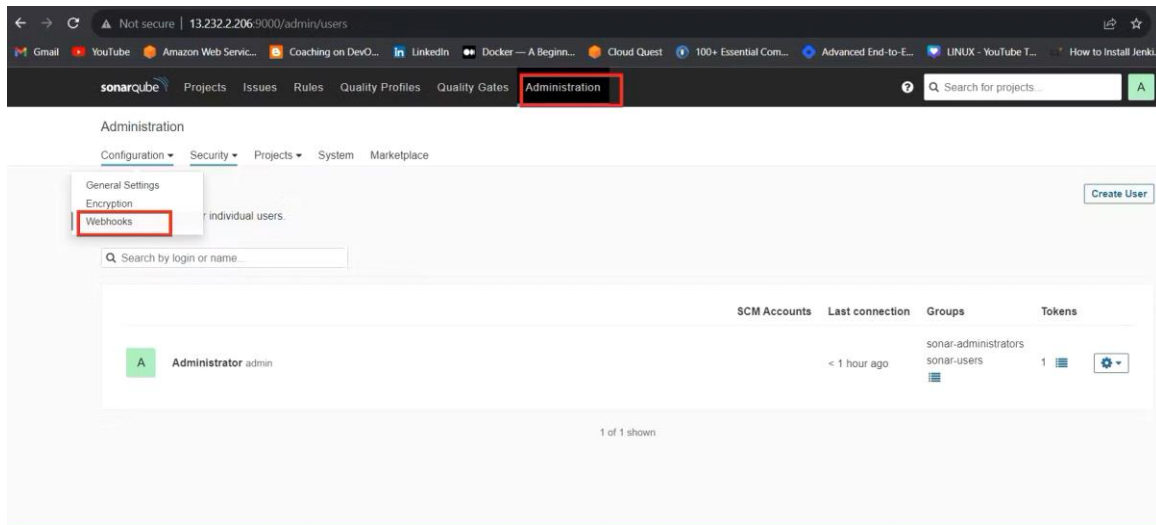 Not secure | 13.232.2.206:9000/admin/users
Gmail YouTube Amazon Web Servic... Coaching on DevO... LinkedIn Docker — A Beginn... Cloud Quest 100+ Essential Com... Advanced End-to-E... LINUX - YouTube T... How to Install Jenki
sonarqube Projects Issues Rules Quality Profiles Quality Gates Administration ? Search for projects... A
Administration
Configuration Security Projects System Marketplace
General Settings
Create User
Encryption
Webhooks r individual users.
Search by login or name...
SCM Accounts Last connection Groups Tokens
sonar-administrators
A Administrator admin < 1 hour ago sonar-users 1
1 of 1 shown